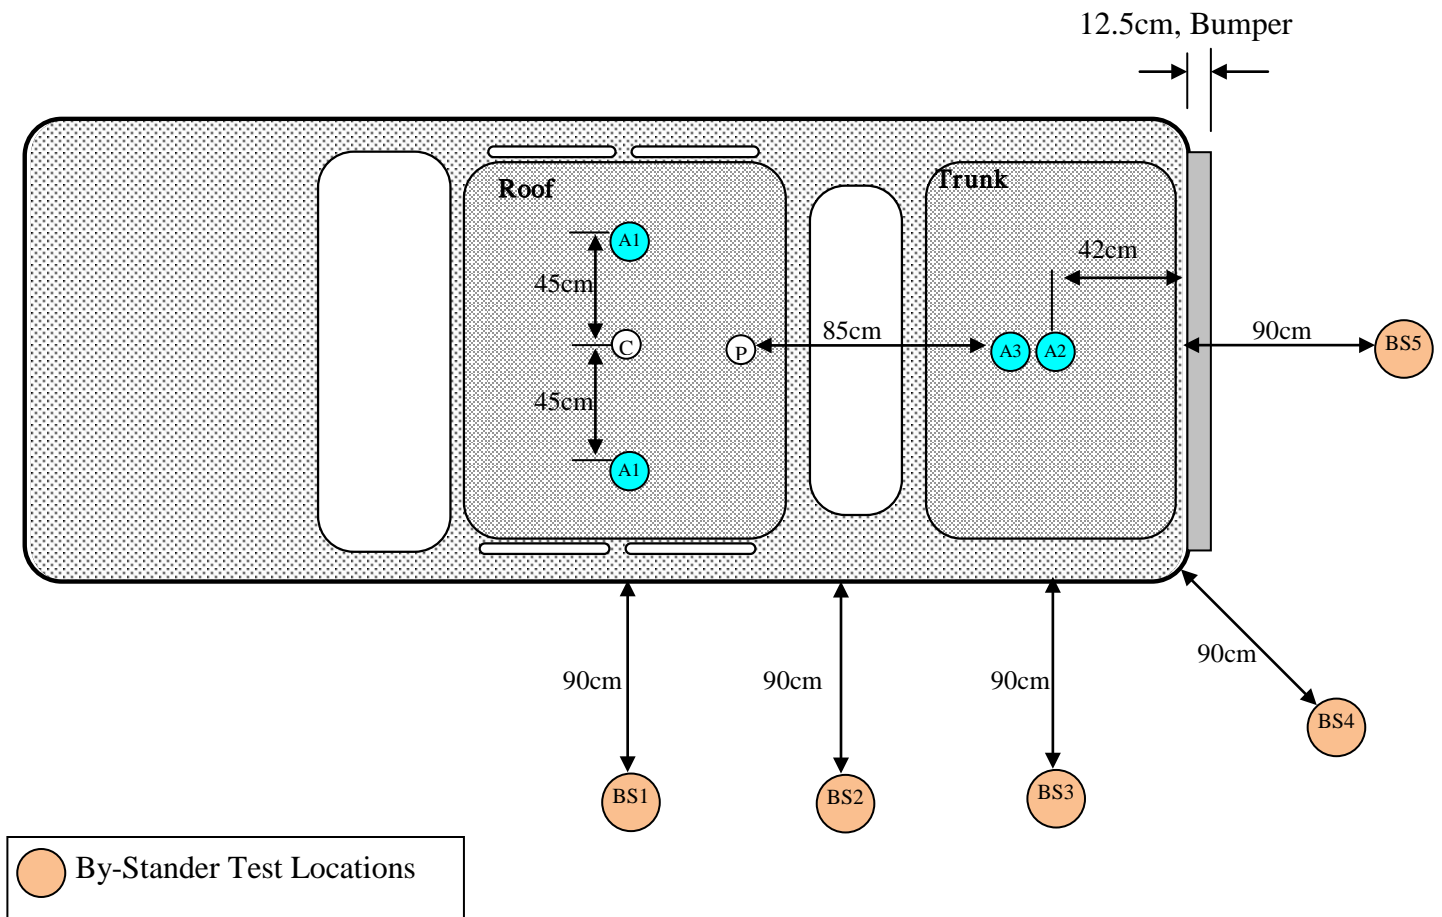 12.5cm, Bumper
Roof
Trunk
A1
42cm
45cm
C
P
85cm
A3
A2
90cm
BS5
45cm
A1
90cm
90cm
90cm
90cm
BS4
BS1
BS2
BS3
By-Stander Test Locations